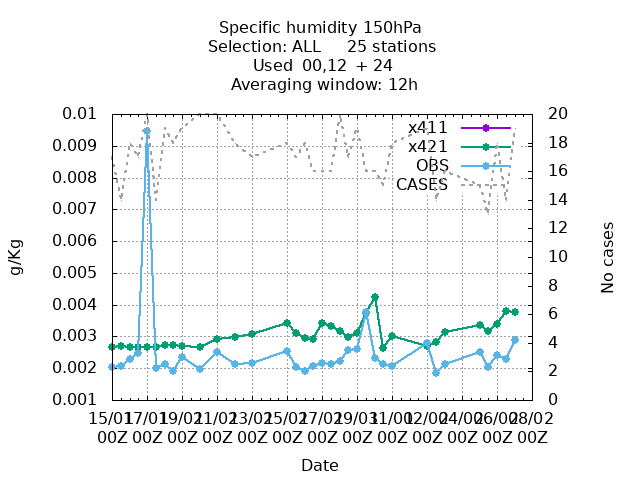 Specific humidity 150hPa
Selection: ALL 25 stations
Used 00,12 + 24
Averaging window: 12h
0.01
0.009
0.008
0.007
0.006
0.005
0.004
0.003
0.002
0.001
g/Kg
x411
x421
OBS
CASES
20
18
16
14
12
10
8
6
4
2
0
No cases
15/01 17/01 19/01 21/01 23/01 25/01 27/01 29/01 31/01 02/02 04/02 06/02 08/02
00Z 00Z 00Z 00Z 00Z 00Z 00Z 00Z 00Z 00Z 00Z 00Z 00Z
Date